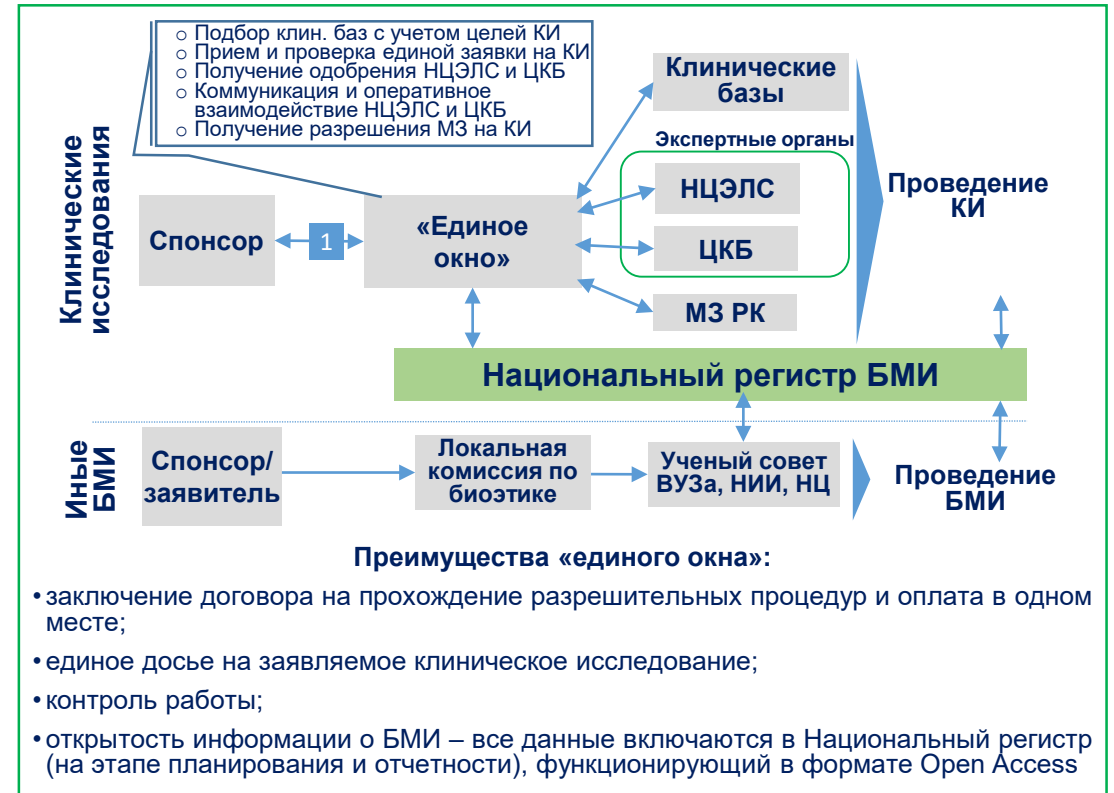 ○ Подбор клин. баз с учетом целей КИ
○ Прием и проверка единой заявки на КИ
○ Получение одобрения НЦЭЛС и ЦКБ
○ Коммуникация и оперативное
взаимодействие НЦЭЛС и ЦКБ
○ Получение разрешения МЗ на КИ
Клинические
исследования
Спонсор
1
«Единое
окно»
Клинические
базы
Экспертные органы
НЦЭЛС
ЦКБ
МЗ РК
Проведение
КИ
Национальный регистр БМИ
Иные
БМИ
Спонсор/
заявитель
Локальная
комиссия по
биоэтике
Ученый совет
ВУЗа, НИИ, НЦ
Проведение
БМИ
Преимущества «единого окна»:
• заключение договора на прохождение разрешительных процедур и оплата в одном
месте;
• единое досье на заявляемое клиническое исследование;
• контроль работы;
• открытость информации о БМИ – все данные включаются в Национальный регистр
(на этапе планирования и отчетности), функционирующий в формате Open Access